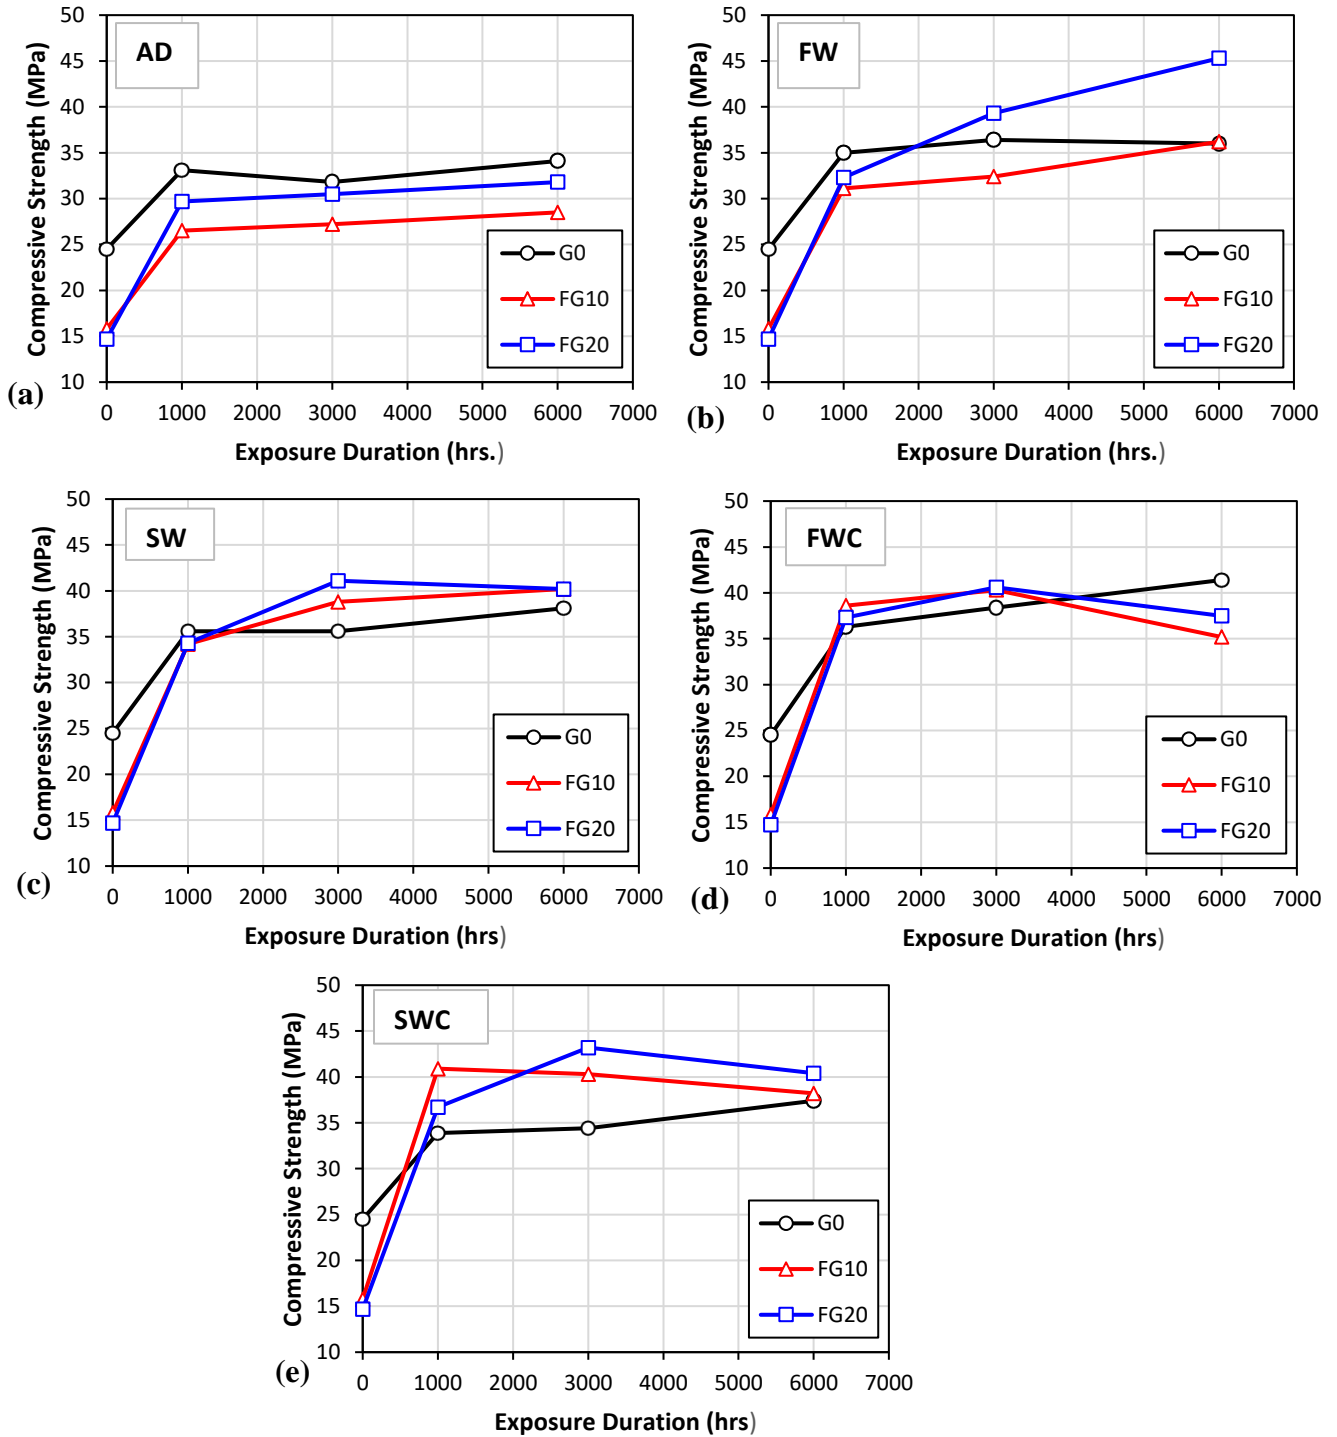 AD
Compressive Strength (MPa)
50
45
40
35
30
25
20
15
10
0 1000 2000 3000 4000 5000 6000 7000
Exposure Duration (hrs.)
G0
FG10
FG20
(a)
FW
Compressive Strength (MPa)
50
45
40
35
30
25
20
15
10
0 1000 2000 3000 4000 5000 6000 7000
Exposure Duration (hrs.)
G0
FG10
FG20
(b)
SW
Compressive Strength (MPa)
50
45
40
35
30
25
20
15
10
0 1000 2000 3000 4000 5000 6000 7000
Exposure Duration (hrs)
G0
FG10
FG20
(c)
FWC
Compressive Strength (MPa)
50
45
40
35
30
25
20
15
10
0 1000 2000 3000 4000 5000 6000 7000
Exposure Duration (hrs)
G0
FG10
FG20
(d)
SWC
Compressive Strength (MPa)
50
45
40
35
30
25
20
15
10
0 1000 2000 3000 4000 5000 6000 7000
Exposure Duration (hrs)
G0
FG10
FG20
(e)